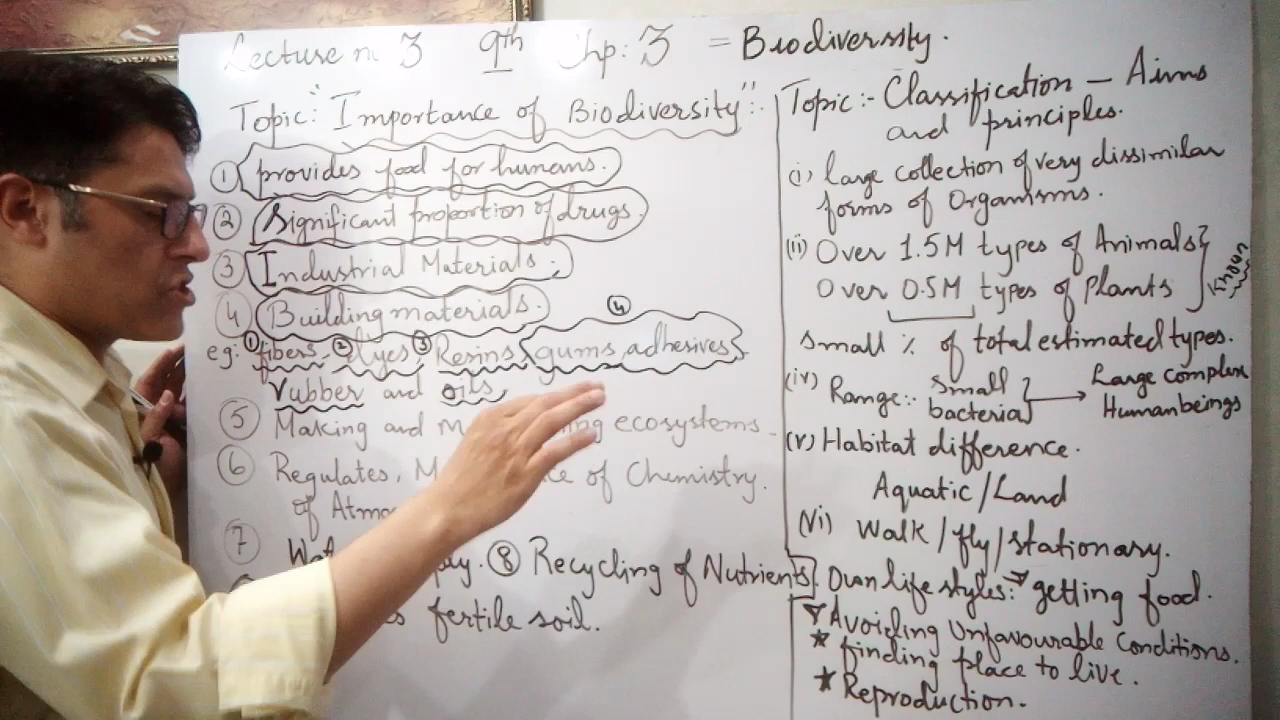 Lecture n 3 9th Chp: 3 = Biodiversity.
Topic: "Importance of Biodiversity":-
① provides food for humans.
② Significant proportion of drugs.
③ Industrial Materials:
④ Building materials.
eg: ① fibers, ② dyes, ③ Resins, ④ gums, adhesives
rubber and oils,
⑤ Making and ecosystems
⑥ Regulates, of Chemistry.
of
⑦ ⑧ Recycling of Nutrients
fertile soil.
Topic:- Classification – Aims
and principles.
(i) large collection of very dissimilar
forms of Organisms.
(ii) Over 1.5M types of Animals
Over 0.5M types of Plants } Known
Small % of total estimated types.
(iv) Range:- Small bacteria } → Large complex
Humanbeings
(v) Habitat difference.
Aquatic/Land
(vi) Walk/fly/stationary.
Own life styles:- getting food.
Avoiding Unfavourable Conditions.
★ finding place to live.
★ Reproduction.